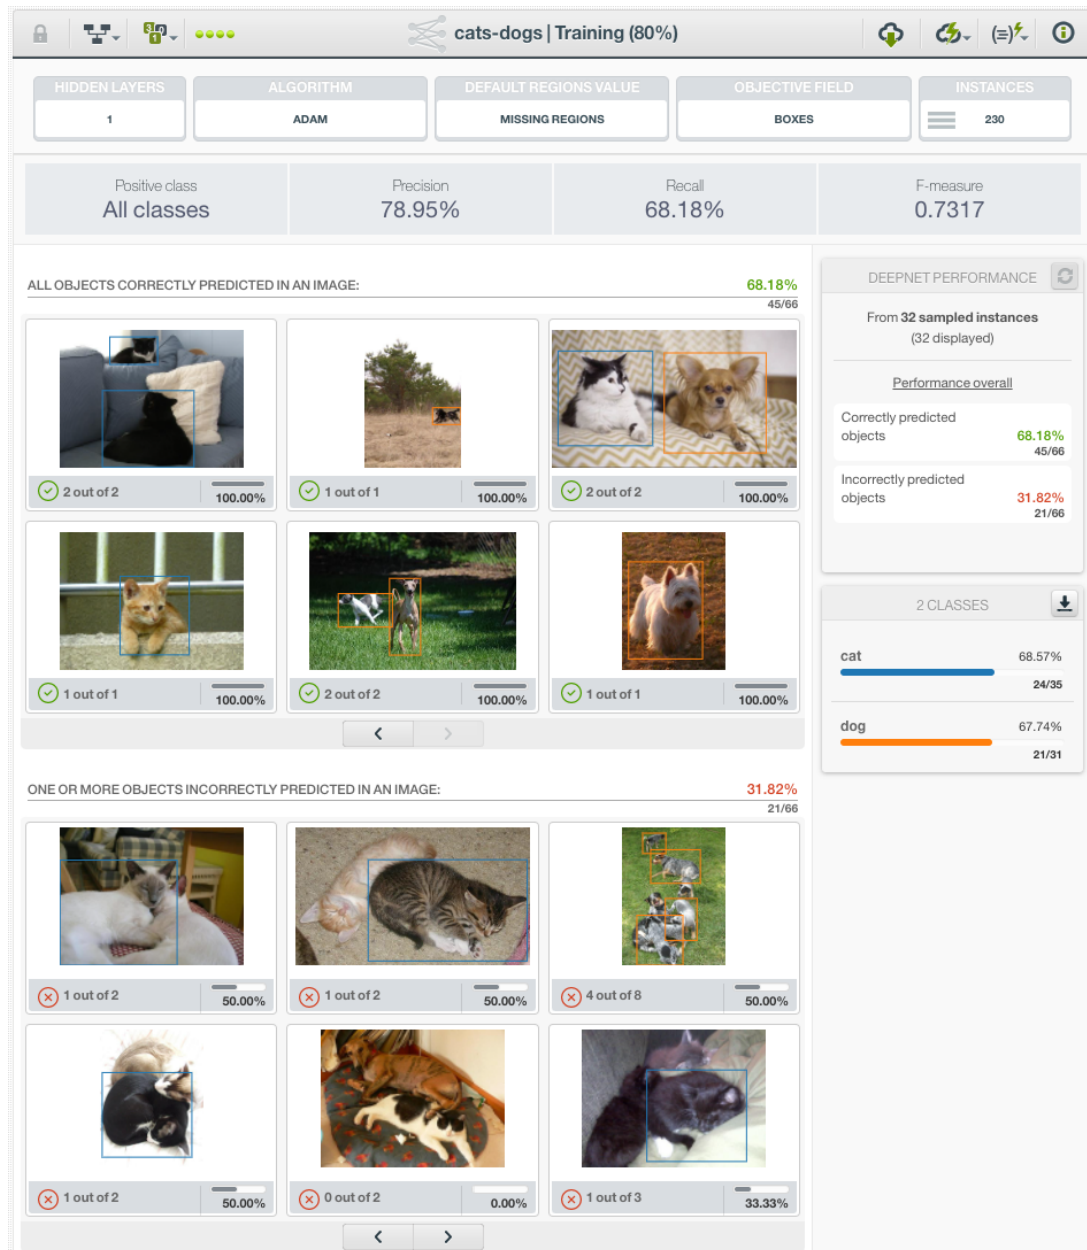 cats-dogs | Training (80%)
HIDDEN LAYERS
1
ALGORITHM
ADAM
DEFAULT REGIONS VALUE
MISSING REGIONS
OBJECTIVE FIELD
BOXES
INSTANCES
230
Positive class
All classes
Precision
78.95%
Recall
68.18%
F-measure
0.7317
ALL OBJECTS CORRECTLY PREDICTED IN AN IMAGE:
68.18%
45/66
2 out of 2
100.00%
1 out of 1
100.00%
2 out of 2
100.00%
1 out of 1
100.00%
2 out of 2
100.00%
1 out of 1
100.00%
ONE OR MORE OBJECTS INCORRECTLY PREDICTED IN AN IMAGE:
31.82%
21/66
1 out of 2
50.00%
1 out of 2
50.00%
4 out of 8
50.00%
1 out of 2
50.00%
0 out of 2
0.00%
1 out of 3
33.33%
DEEPNET PERFORMANCE
From 32 sampled instances
(32 displayed)
Performance overall
Correctly predicted
objects
68.18%
45/66
Incorrectly predicted
objects
31.82%
21/66
2 CLASSES
cat
68.57%
24/35
dog
67.74%
21/31